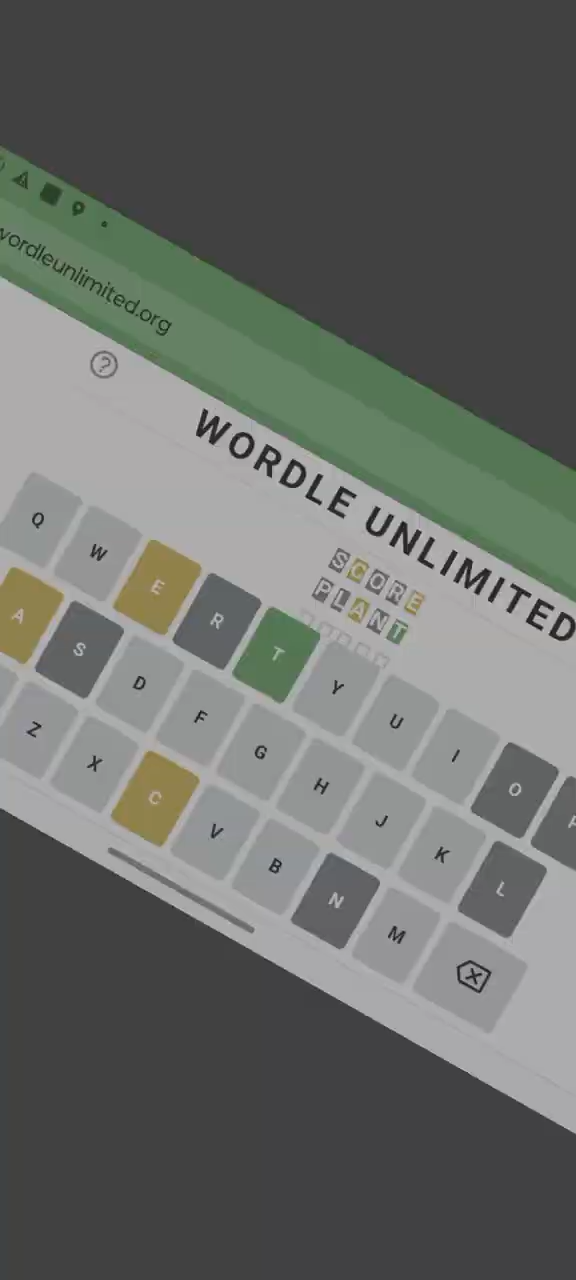 wordleunlimited.org
?
WORDLE UNLIMITED
SCORE
PLANT
Q W E R T Y U I O P
A S D F G H J K L
Z X C V B N M